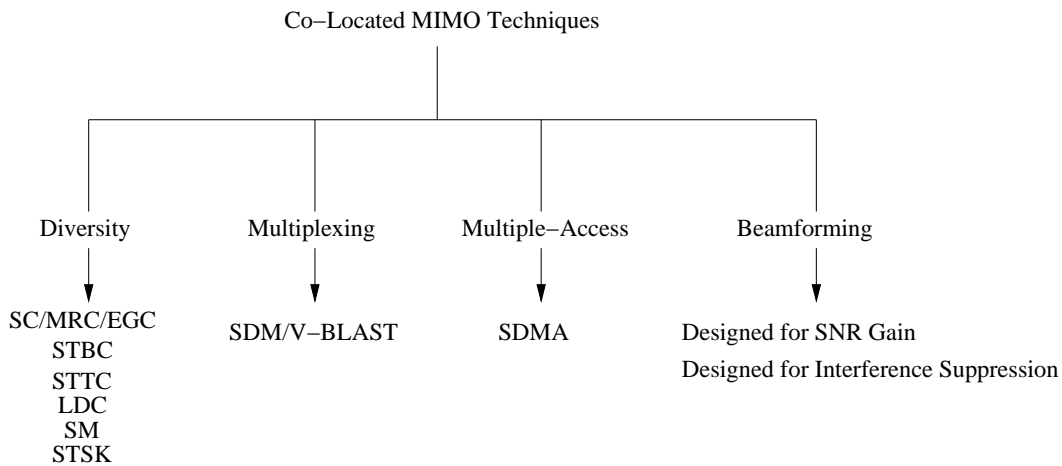 Co−Located MIMO Techniques
Diversity
Multiplexing
Multiple−Access
Beamforming
SC/MRC/EGC
STBC
STTC
LDC
SM
STSK
SDM/V−BLAST
SDMA
Designed for SNR Gain
Designed for Interference Suppression